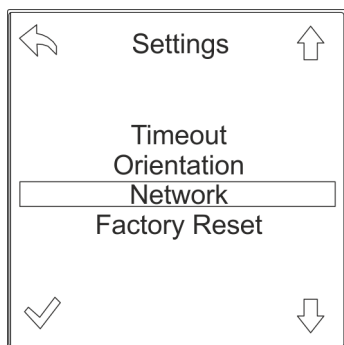 Settings
Timeout
Orientation
Network
Factory Reset